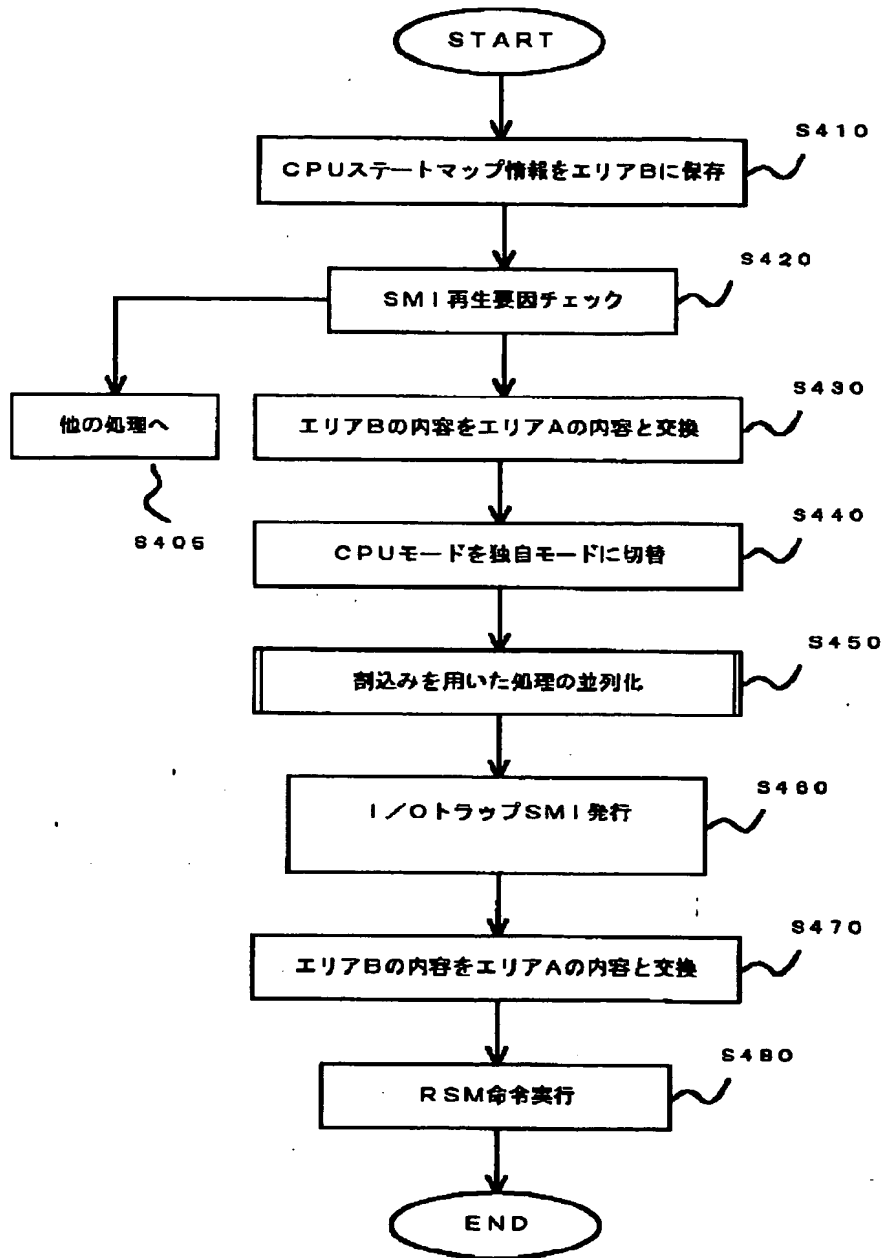 START
S410
CPUステートマップ情報をエリアBに保存
S420
SMI再生要因チェック
他の処理へ
S405
S430
エリアBの内容をエリアAの内容と交換
S440
CPUモードを独自モードに切替
S450
割込みを用いた処理の並列化
S460
I/OトラップSMI発行
S470
エリアBの内容をエリアAの内容と交換
S480
RSM命令実行
END